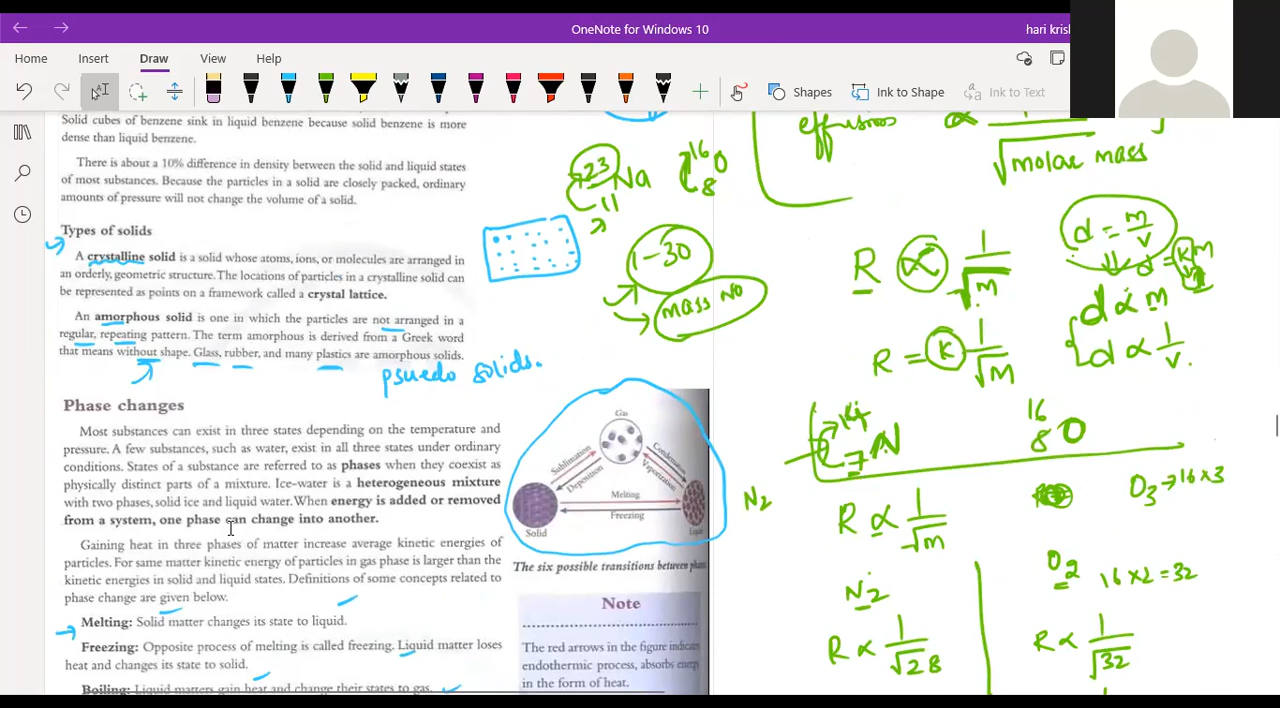 OneNote for Windows 10
hari krish
Home
Insert
Draw
View
Help
Shapes
Ink to Shape
Ink to Text
Solid cubes of benzene sink in liquid benzene because solid benzene is more
dense than liquid benzene.
There is about a 10% difference in density between the solid and liquid states
of most substances. Because the particles in a solid are closely packed, ordinary
amounts of pressure will not change the volume of a solid.
Types of solids
A crystalline solid is a solid whose atoms, ions, or molecules are arranged in
an orderly, geometric structure. The locations of particles in a crystalline solid can
be represented as points on a framework called a crystal lattice.
An amorphous solid is one in which the particles are not arranged in a
regular, repeating pattern. The term amorphous is derived from a Greek word
that means without shape. Glass, rubber, and many plastics are amorphous solids.
psuedo solids.
Phase changes
Most substances can exist in three states depending on the temperature and
pressure. A few substances, such as water, exist in all three states under ordinary
conditions. States of a substance are referred to as phases when they coexist as
physically distinct parts of a mixture. Ice–water is a heterogeneous mixture
with two phases, solid ice and liquid water. When energy is added or removed
from a system, one phase can change into another.
Gaining heat in three phases of matter increase average kinetic energies of
particles. For same matter kinetic energy of particles in gas phase is larger than the
kinetic energies in solid and liquid states. Definitions of some concepts related to
phase change are given below.
Melting: Solid matter changes its state to liquid.
Freezing: Opposite process of melting is called freezing. Liquid matter loses
heat and changes its state to solid.
Boiling: Liquid matters gain heat and change their states to gas.
Gas
Sublimation
Deposition
Condensation
Vaporization
Melting
Freezing
Solid
Liquid
The six possible transitions between phase
Note
The red arrows in the figure indicate
endothermic process, absorbs energy
in the form of heat.
23
11 Na
16
8 O
1-30
mass No
effusion ∝ 1
√molar mass
R ∝ 1/√m
d = m/v
d = km
d ∝ m
d ∝ 1/v.
R = K 1/√m
14
7 N
16
8 O
N2
R ∝ 1/√m
O3 → 16×3
O2 16×2=32
N2
R ∝ 1/√28
R ∝ 1/√32